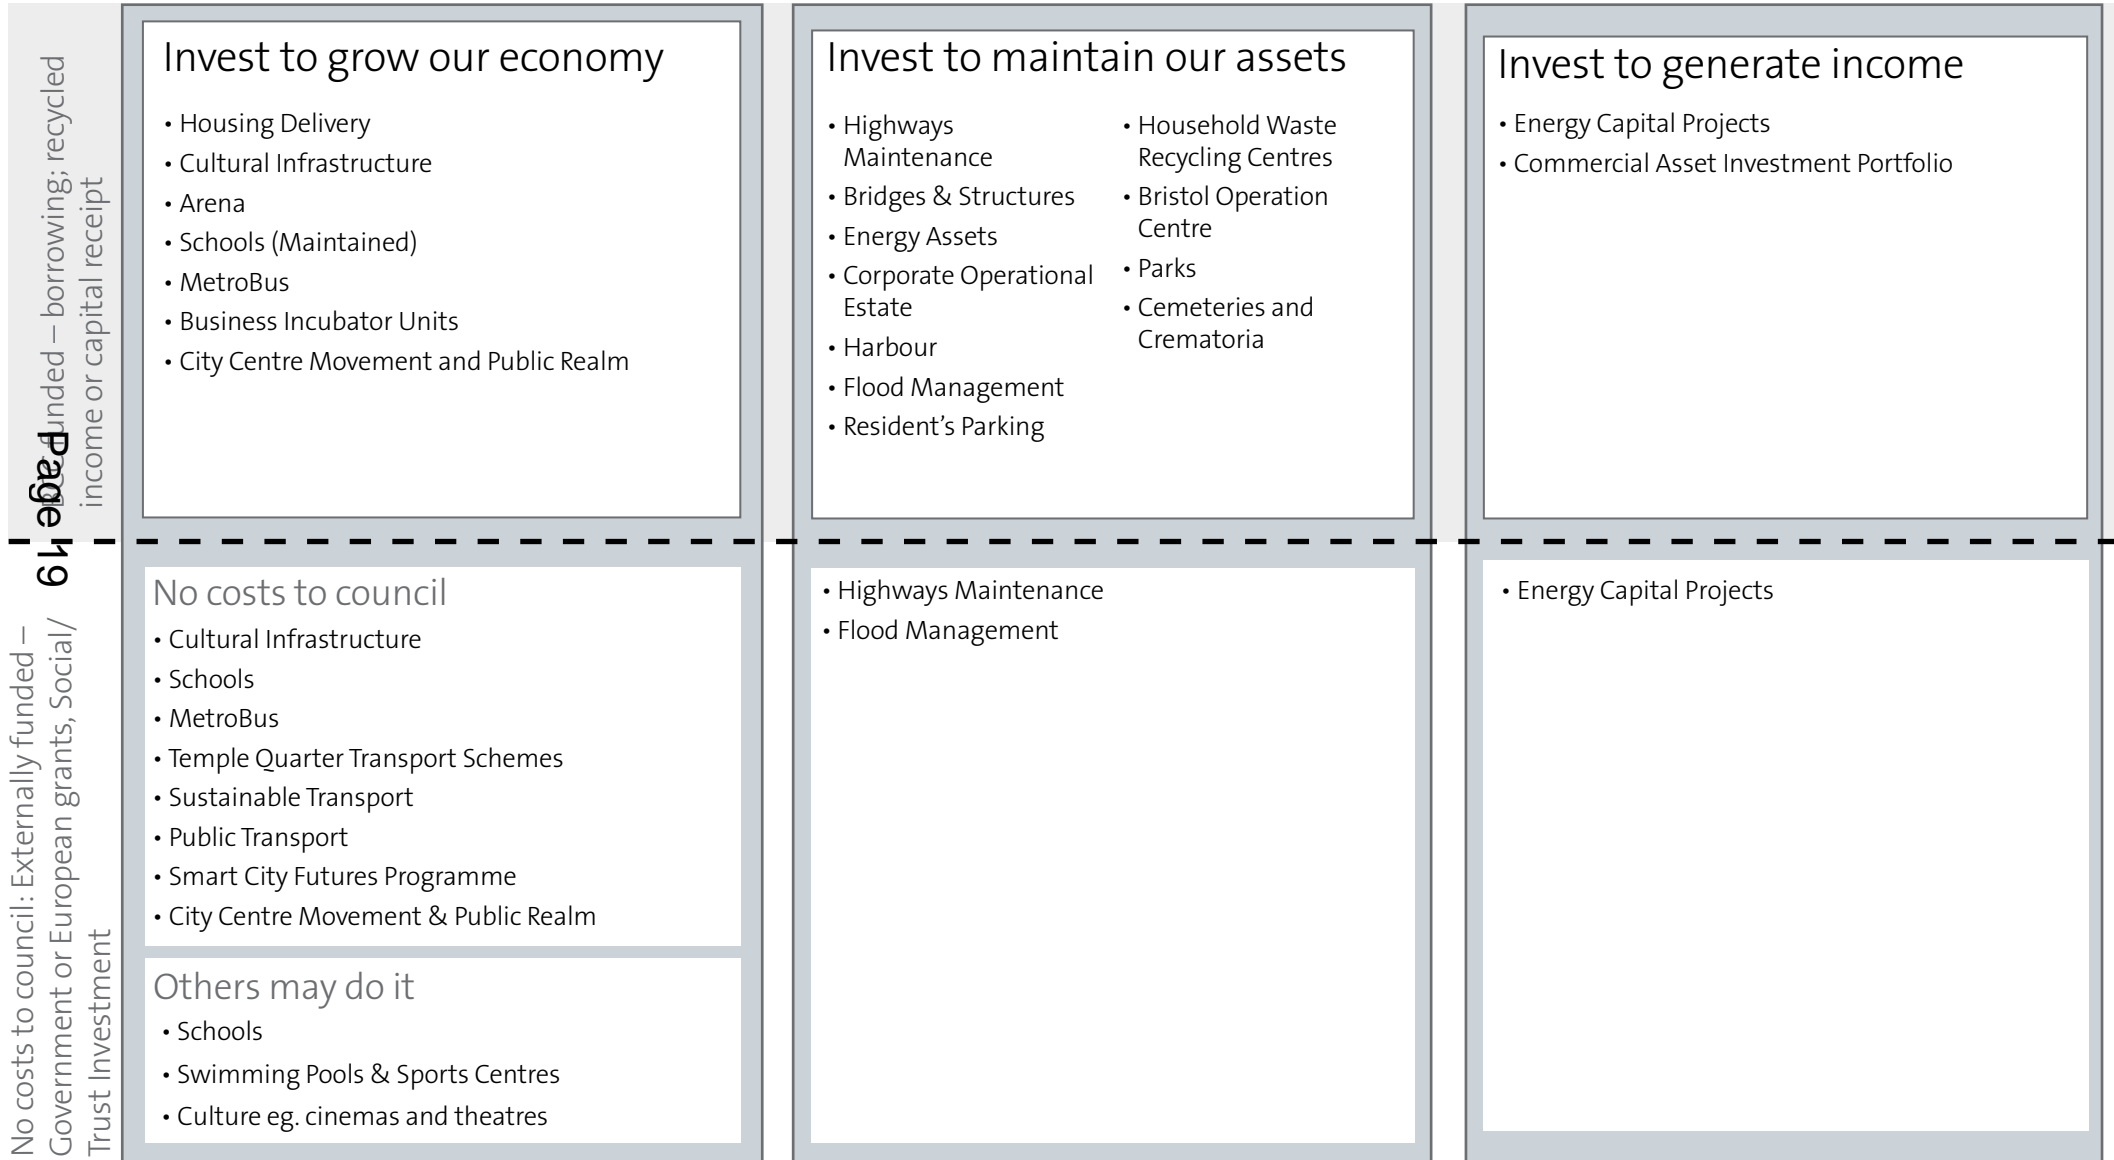 BCC funded – borrowing; recycled
income or capital receipt
Page 19
Invest to grow our economy
• Housing Delivery
• Cultural Infrastructure
• Arena
• Schools (Maintained)
• MetroBus
• Business Incubator Units
• City Centre Movement and Public Realm
Invest to maintain our assets
• Highways
Maintenance
• Bridges & Structures
• Energy Assets
• Corporate Operational
Estate
• Harbour
• Flood Management
• Resident’s Parking
• Household Waste
Recycling Centres
• Bristol Operation
Centre
• Parks
• Cemeteries and
Crematoria
Invest to generate income
• Energy Capital Projects
• Commercial Asset Investment Portfolio
No costs to council: Externally funded –
Government or European grants, Social/
Trust Investment
No costs to council
• Cultural Infrastructure
• Schools
• MetroBus
• Temple Quarter Transport Schemes
• Sustainable Transport
• Public Transport
• Smart City Futures Programme
• City Centre Movement & Public Realm
Others may do it
• Schools
• Swimming Pools & Sports Centres
• Culture eg. cinemas and theatres
• Highways Maintenance
• Flood Management
• Energy Capital Projects